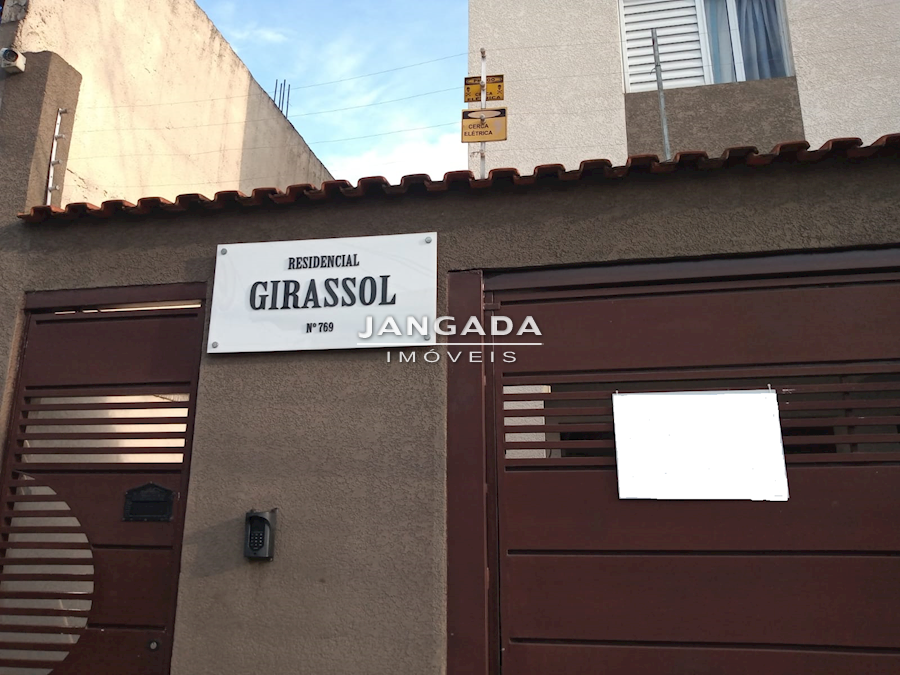 CERCA
ELÉTRICA
RESIDENCIAL
GIRASSOL
Nº 769
JANGADA
IMÓVEIS